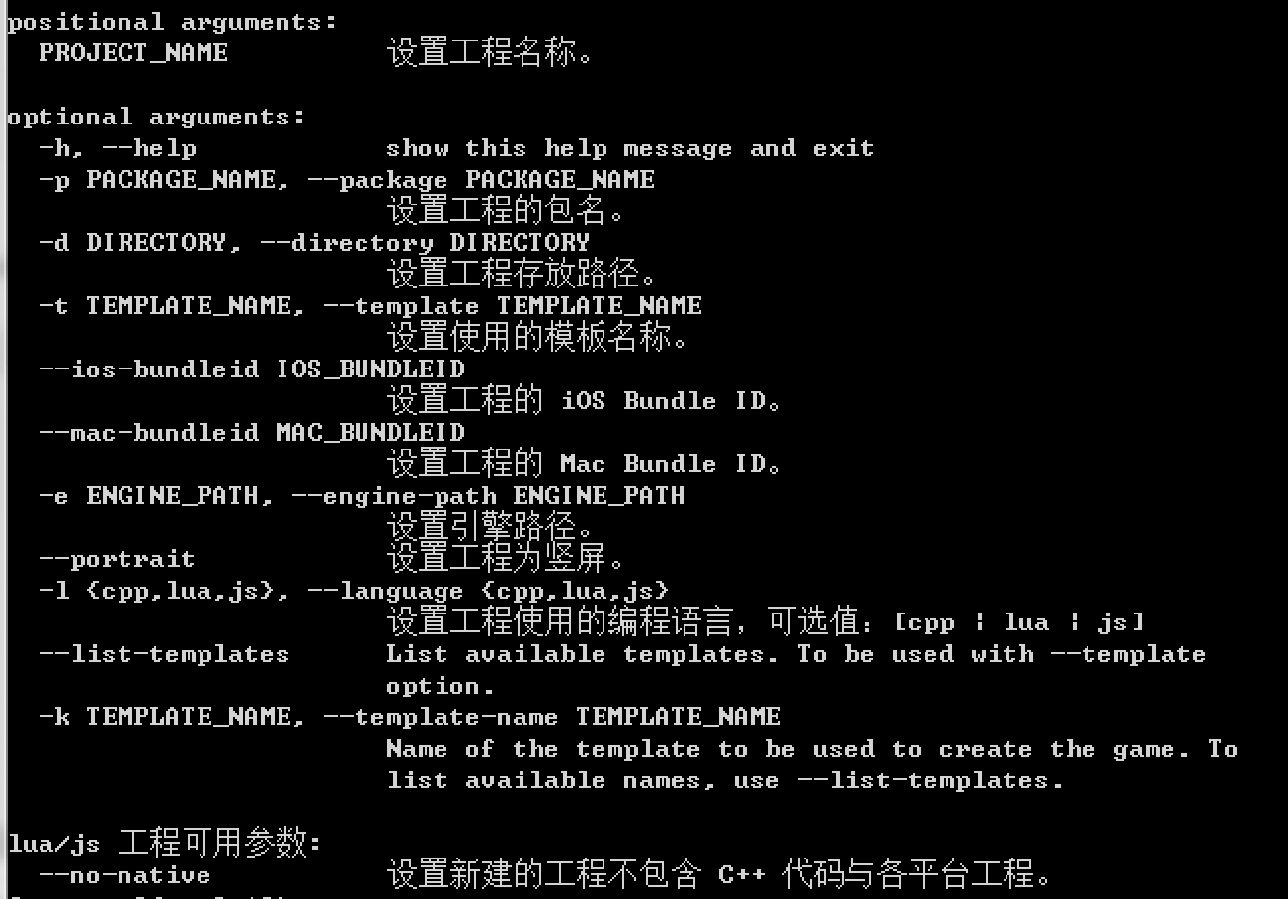 positional arguments:
PROJECT_NAME 设置工程名称。
optional arguments:
-h, --help show this help message and exit
-p PACKAGE_NAME, --package PACKAGE_NAME
设置工程的包名。
-d DIRECTORY, --directory DIRECTORY
设置工程存放路径。
-t TEMPLATE_NAME, --template TEMPLATE_NAME
设置使用的模板名称。
--ios-bundleid IOS_BUNDLEID
设置工程的 iOS Bundle ID。
--mac-bundleid MAC_BUNDLEID
设置工程的 Mac Bundle ID。
-e ENGINE_PATH, --engine-path ENGINE_PATH
设置引擎路径。
--portrait 设置工程为竖屏。
-l {cpp,lua,js}, --language {cpp,lua,js}
设置工程使用的编程语言，可选值：[cpp | lua | js]
--list-templates List available templates. To be used with --template
option.
-k TEMPLATE_NAME, --template-name TEMPLATE_NAME
Name of the template to be used to create the game. To
list available names, use --list-templates.
lua/js 工程可用参数:
--no-native 设置新建的工程不包含 C++ 代码与各平台工程。